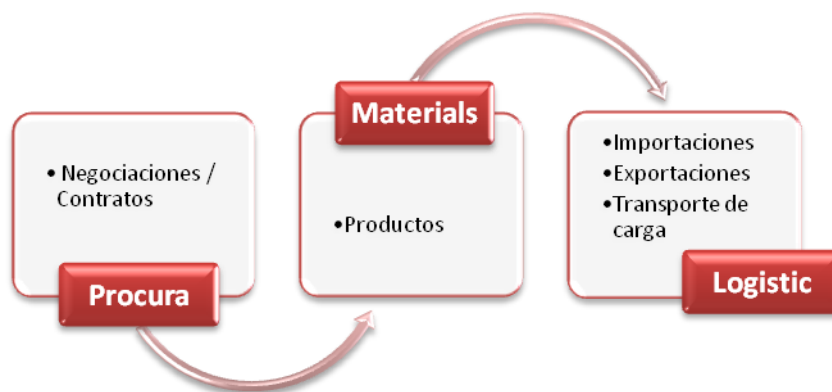 • Negociaciones /
Contratos
Procura
Materials
•Productos
•Importaciones
•Exportaciones
•Transporte de
carga
Logistic